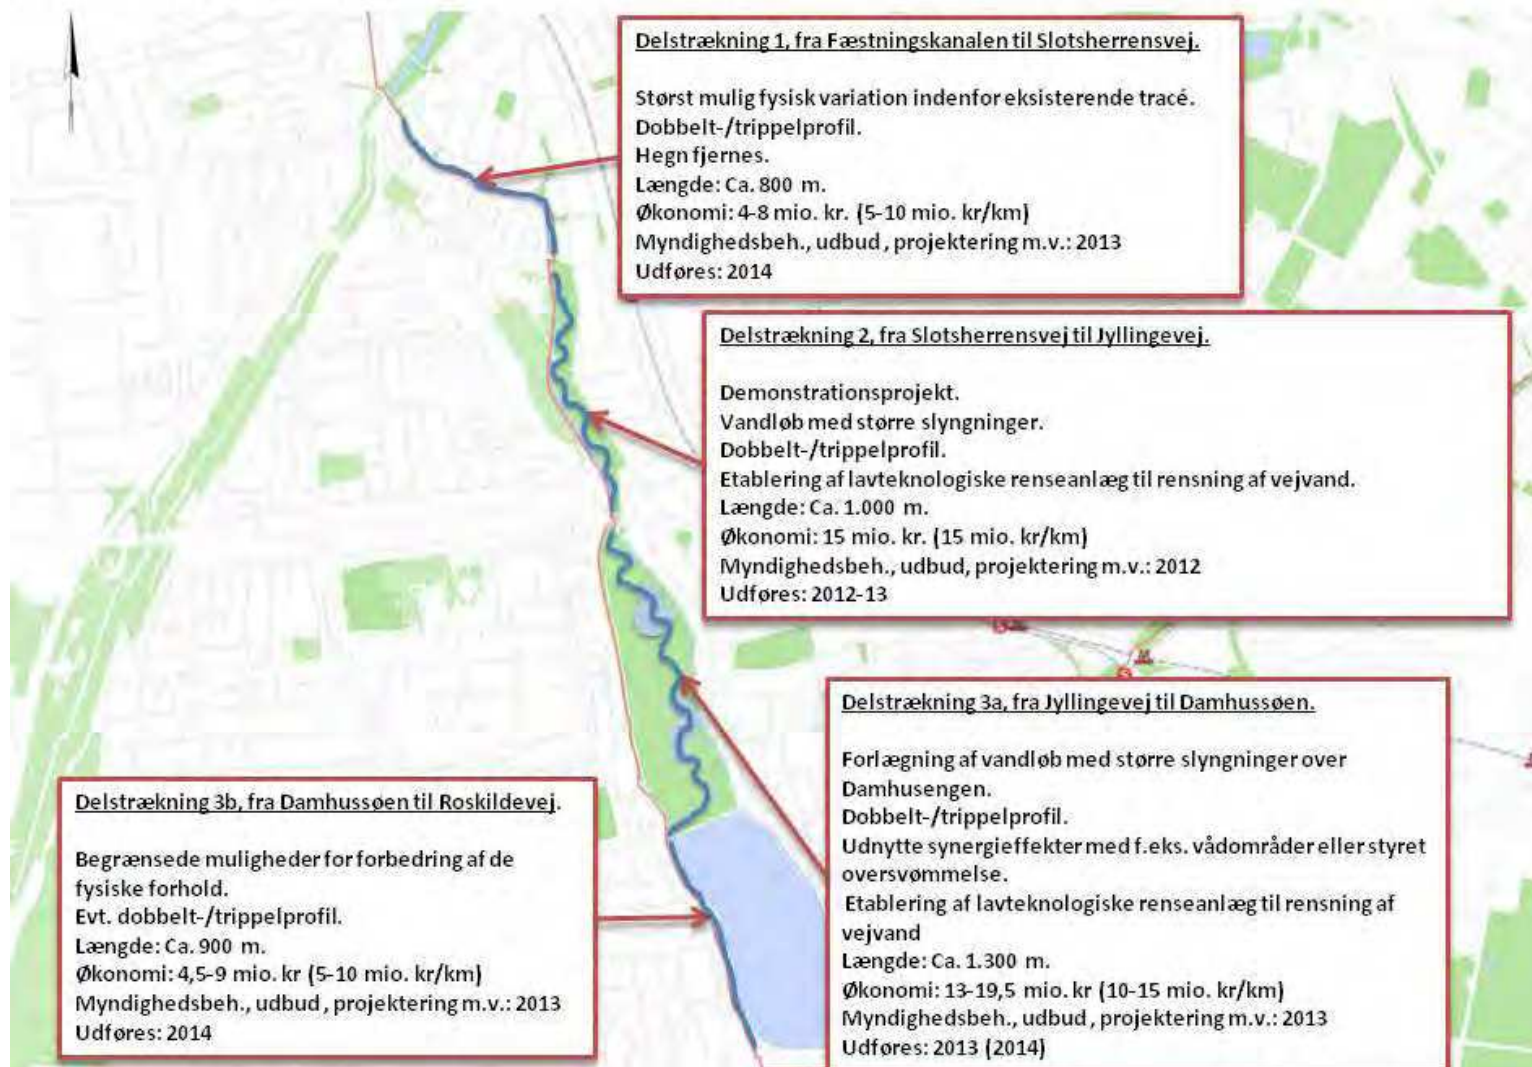 Delstrækning 1, fra Fæstningskanalen til Slotsherrensvej.
Størst mulig fysisk variation indenfor eksisterende tracé.
Dobbelt-/trippelprofil.
Hegn fjernes.
Længde: Ca. 800 m.
Økonomi: 4-8 mio. kr. (5-10 mio. kr/km)
Myndighedsbeh., udbud, projektering m.v.: 2013
Udføres: 2014
Delstrækning 2, fra Slotsherrensvej til Jyllingevej.
Demonstrationsprojekt.
Vandløb med større slyngninger.
Dobbelt-/trippelprofil.
Etablering af lavteknologiske renseanlæg til rensning af vejvand.
Længde: Ca. 1.000 m.
Økonomi: 15 mio. kr. (15 mio. kr/km)
Myndighedsbeh., udbud, projektering m.v.: 2012
Udføres: 2012-13
Delstrækning 3a, fra Jyllingevej til Damhussøen.
Forlægning af vandløb med større slyngninger over
Damhusengen.
Dobbelt-/trippelprofil.
Udnytte synergieffekter med f.eks. vådområder eller styret
oversvømmelse.
Etablering af lavteknologiske renseanlæg til rensning af
vejvand
Længde: Ca. 1.300 m.
Økonomi: 13-19,5 mio. kr (10-15 mio. kr/km)
Myndighedsbeh., udbud, projektering m.v.: 2013
Udføres: 2013 (2014)
Delstrækning 3b, fra Damhussøen til Roskildevej.
Begrænsede muligheder for forbedring af de
fysiske forhold.
Evt. dobbelt-/trippelprofil.
Længde: Ca. 900 m.
Økonomi: 4,5-9 mio. kr (5-10 mio. kr/km)
Myndighedsbeh., udbud, projektering m.v.: 2013
Udføres: 2014